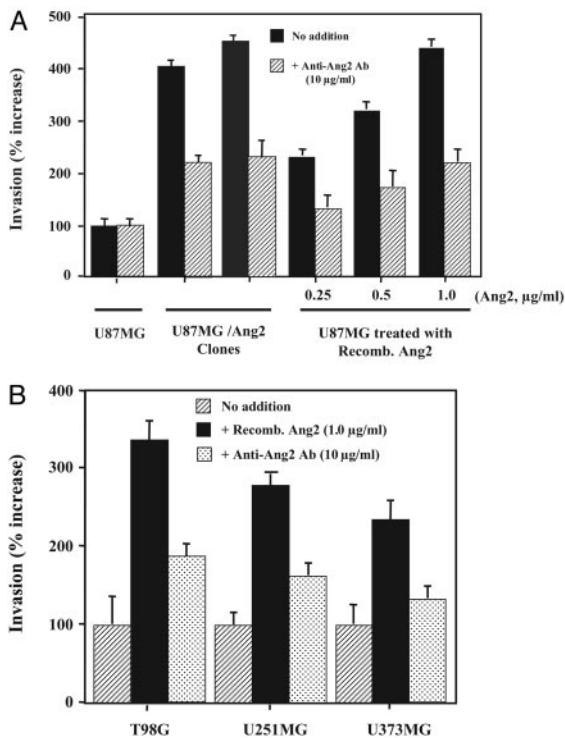 A
500
400
300
200
100
0
Invasion (% increase)
No addition
+ Anti-Ang2 Ab
(10 µg/ml)
0.25 0.5 1.0 (Ang2, µg/ml)
U87MG
U87MG /Ang2
Clones
U87MG treated with
Recomb. Ang2
B
400
300
200
100
0
Invasion (% increase)
No addition
+ Recomb. Ang2 (1.0 µg/ml)
+ Anti-Ang2 Ab (10 µg/ml)
T98G U251MG U373MG